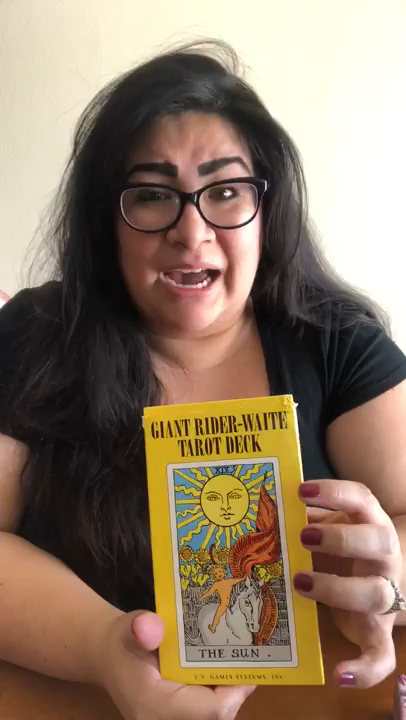 GIANT RIDER-WAITE
TAROT DECK
XIX
THE SUN .
U.S. GAMES SYSTEMS, INC.